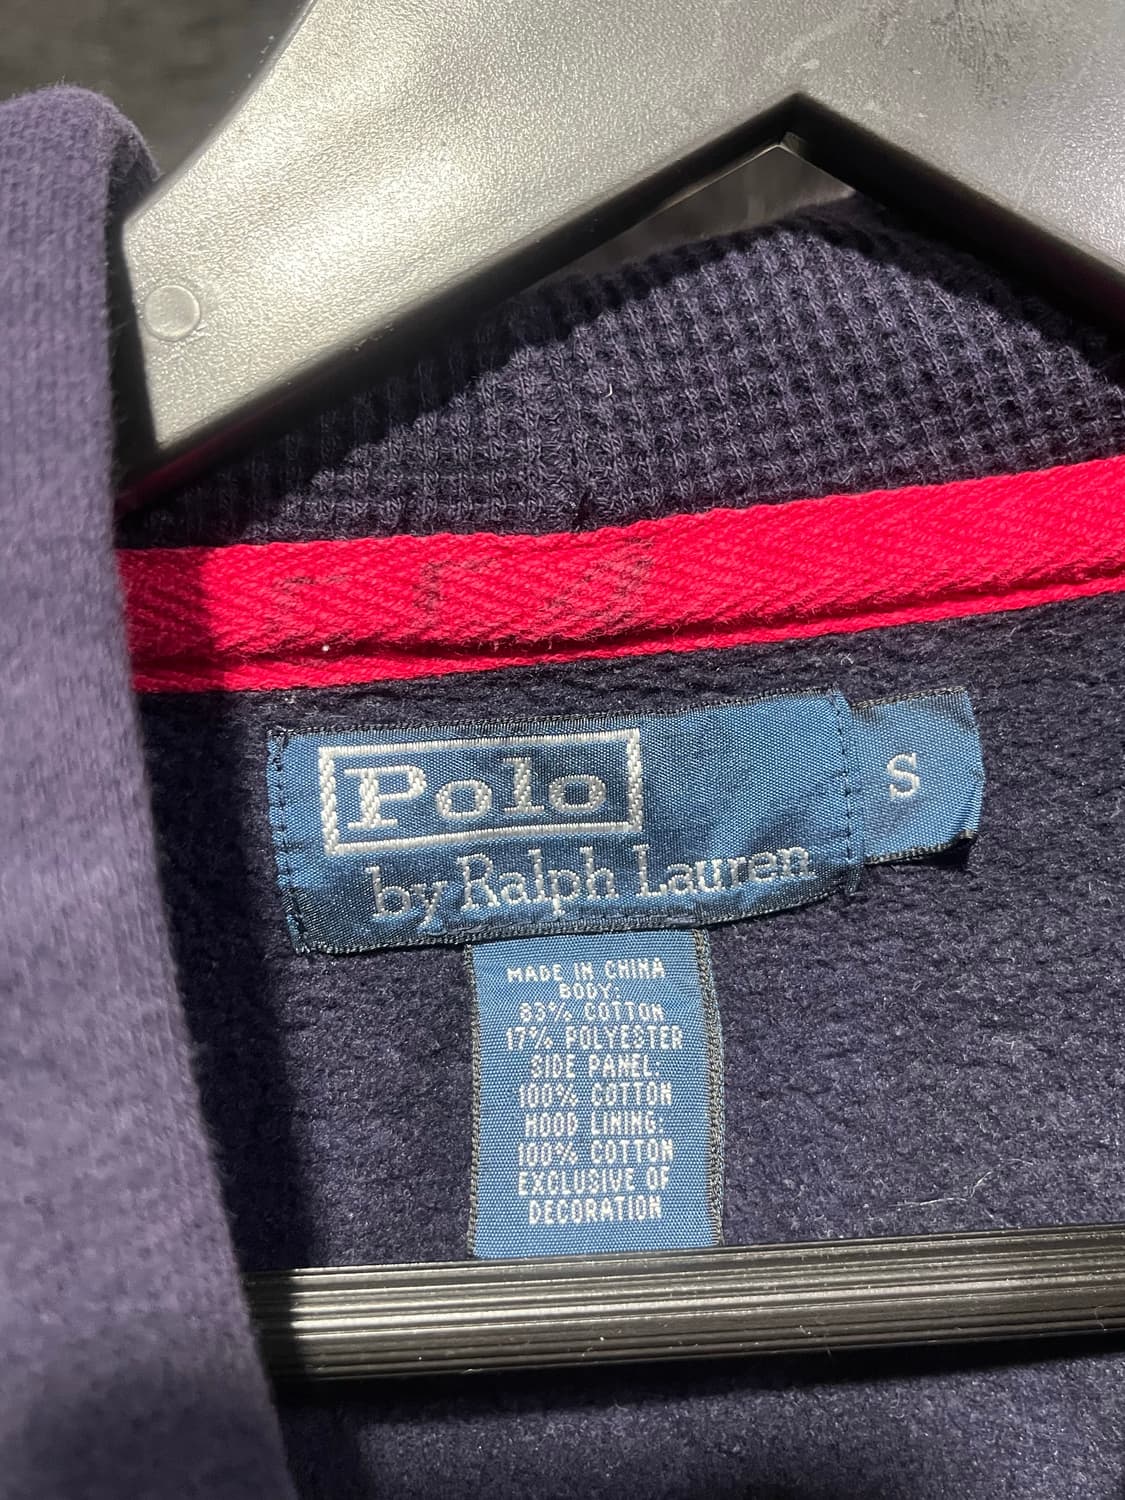 Polo
by Ralph Lauren
S
MADE IN CHINA
BODY:
83% COTTON
17% POLYESTER
SIDE PANEL:
100% COTTON
HOOD LINING:
100% COTTON
EXCLUSIVE OF
DECORATION